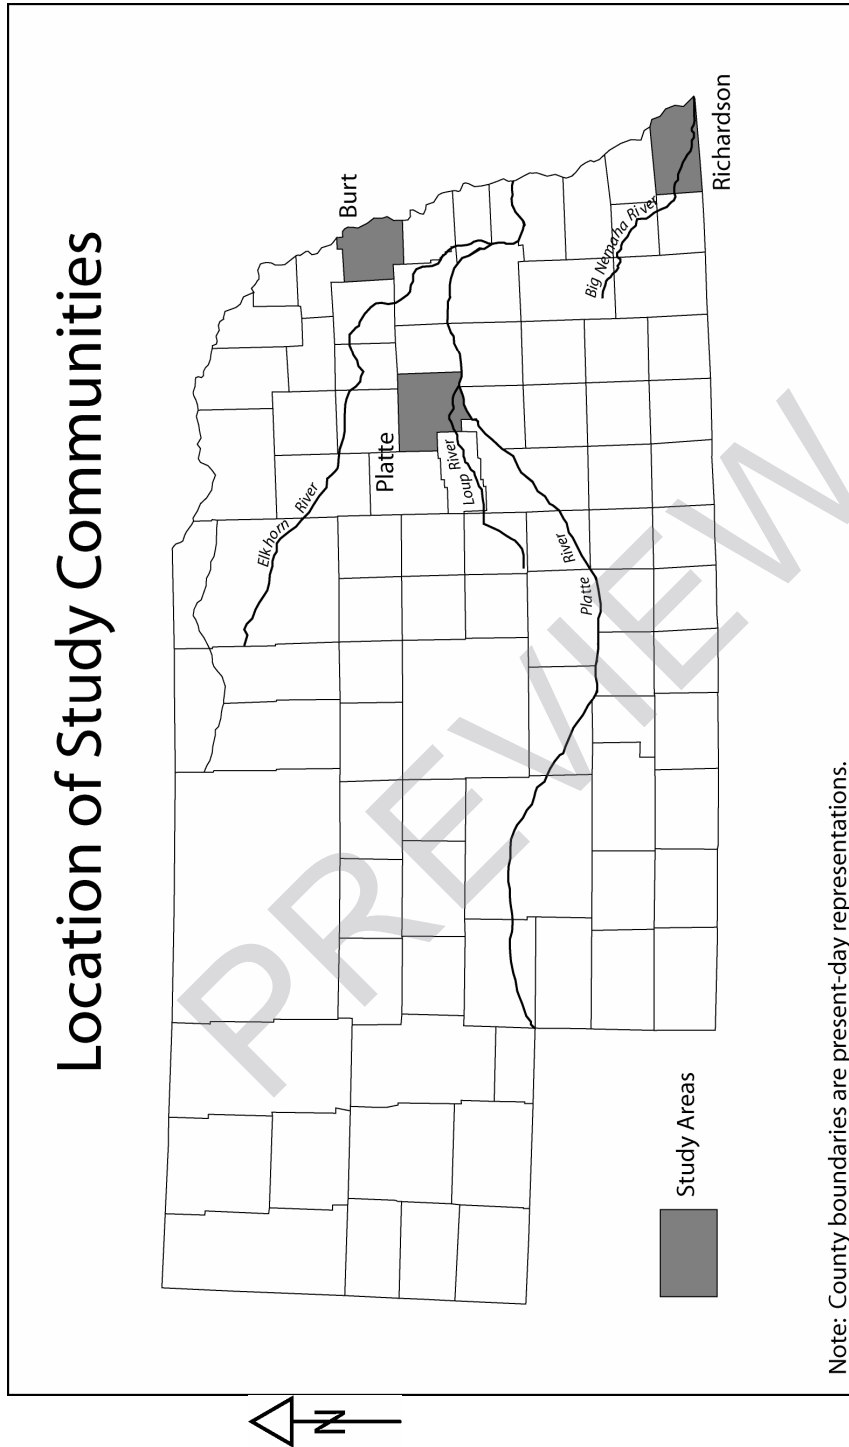 Location of Study Communities
Burt
Platte
Richardson
Elkhorn River
Loup River
Platte River
Big Nemaha River
Study Areas
Note: County boundaries are present-day representations.
N
PREVIEW